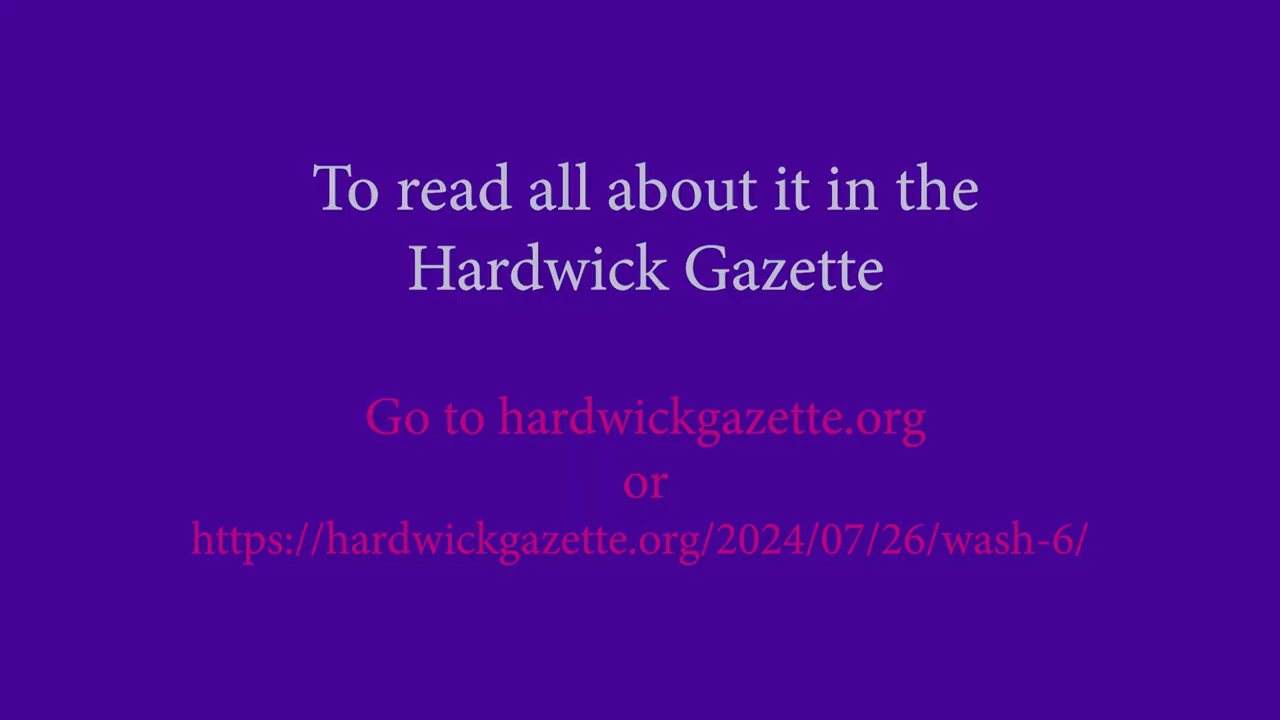 To read all about it in the
Hardwick Gazette
Go to hardwickgazette.org
or
https://hardwickgazette.org/2024/07/26/wash-6/